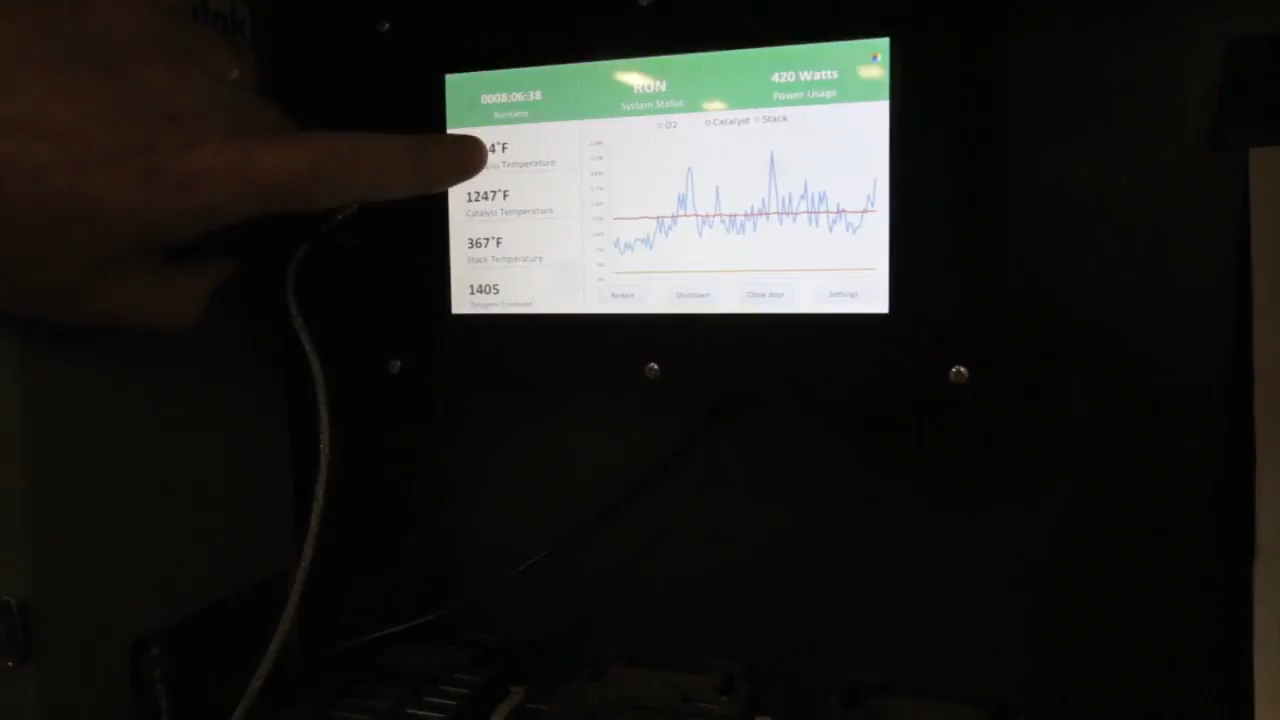 0008:06:38
Runtime
RUN
System Status
420 Watts
Power Usage
4°F
Temperature
1247°F
Catalyst Temperature
367°F
Stack Temperature
1405
O2 Catalyst Stack
Restart
Shutdown
Close door
Settings